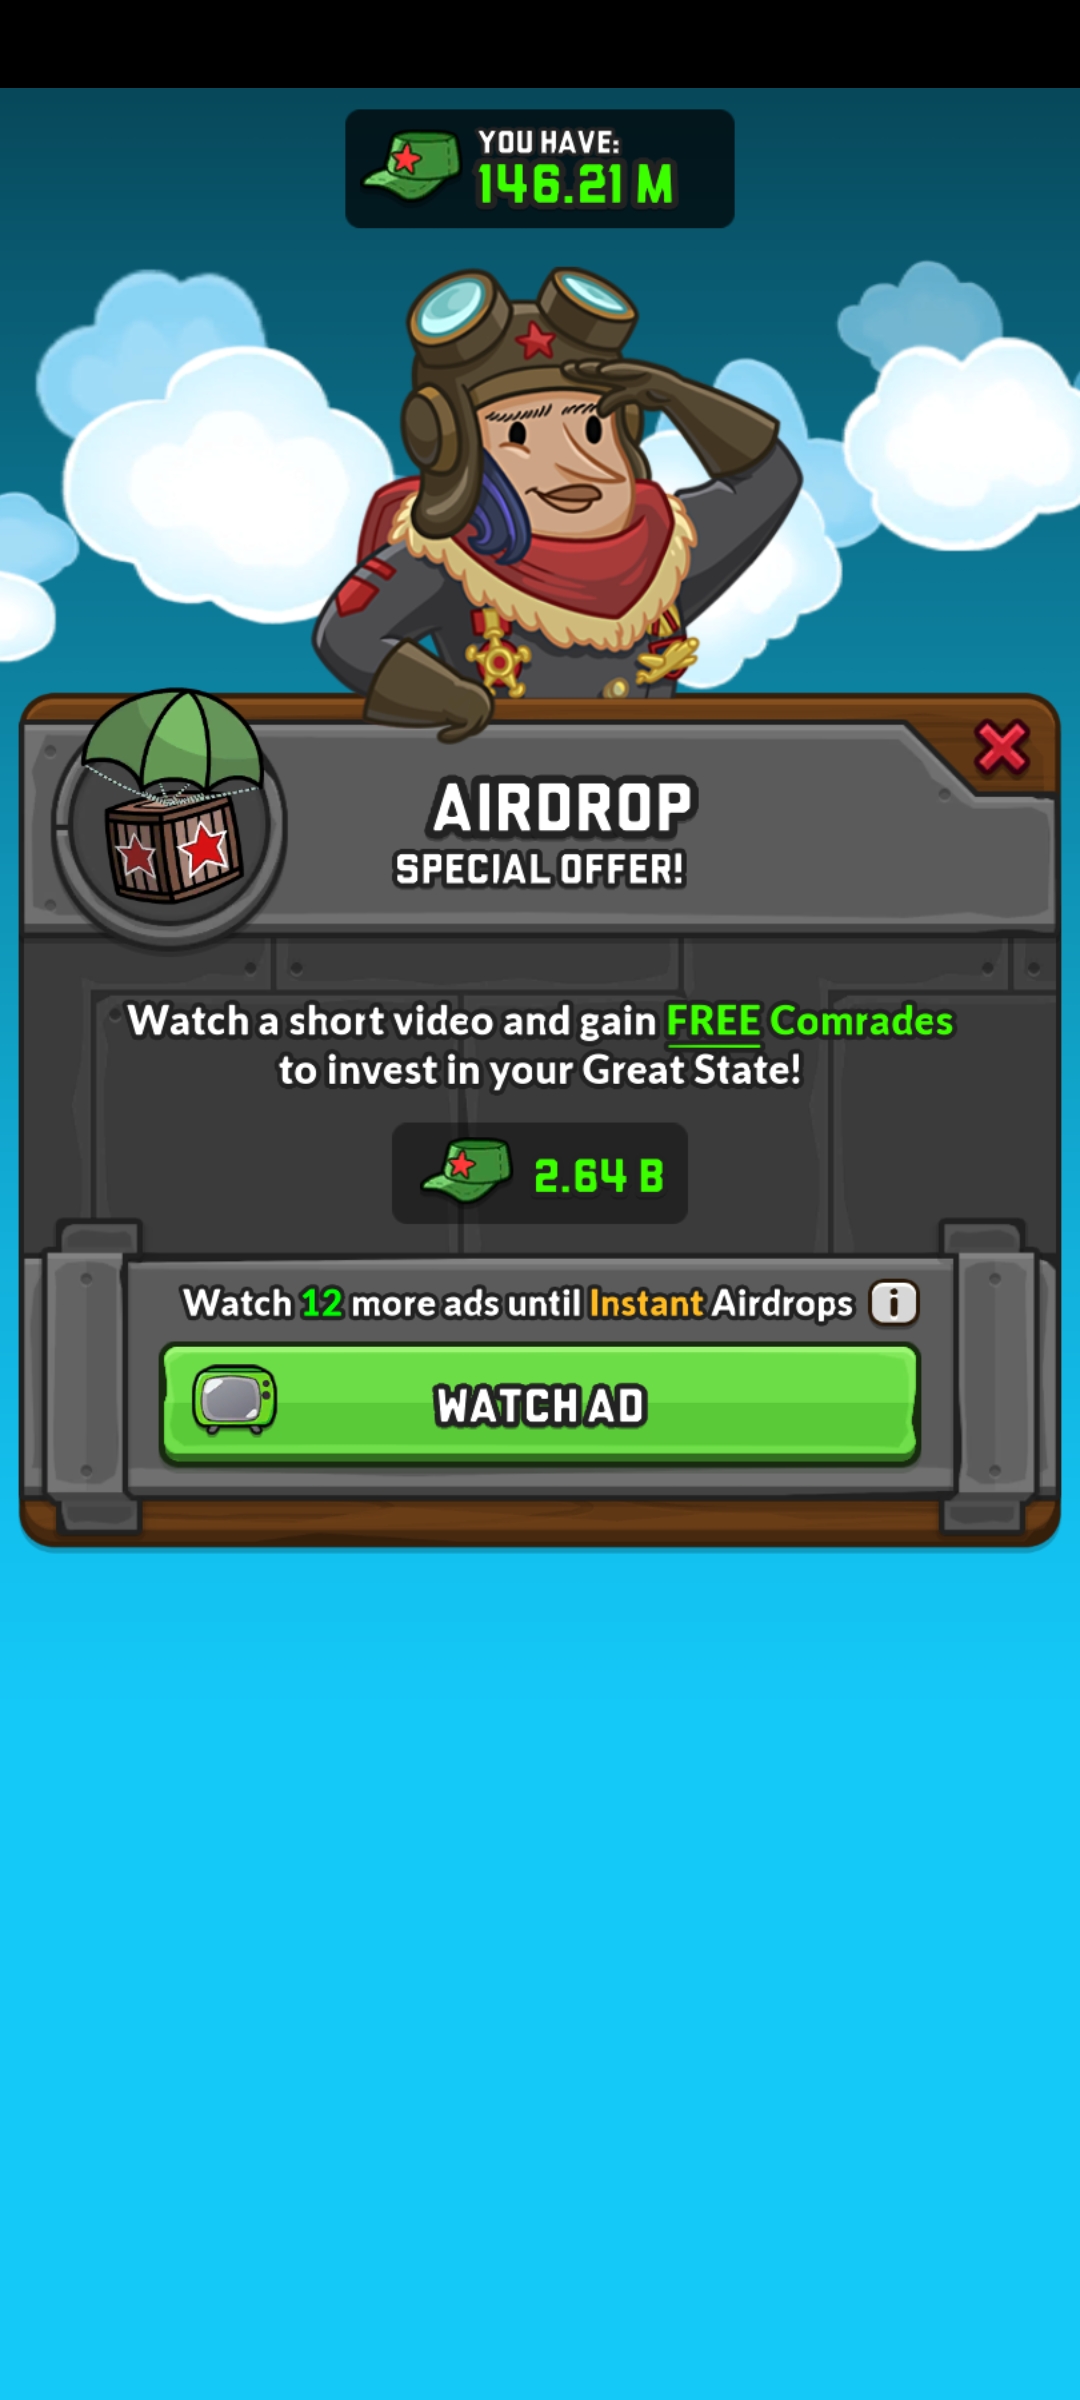 YOU HAVE:
146.21 M
AIRDROP
SPECIAL OFFER!
Watch a short video and gain FREE Comrades
to invest in your Great State!
2.64 B
Watch 12 more ads until Instant Airdrops i
WATCH AD